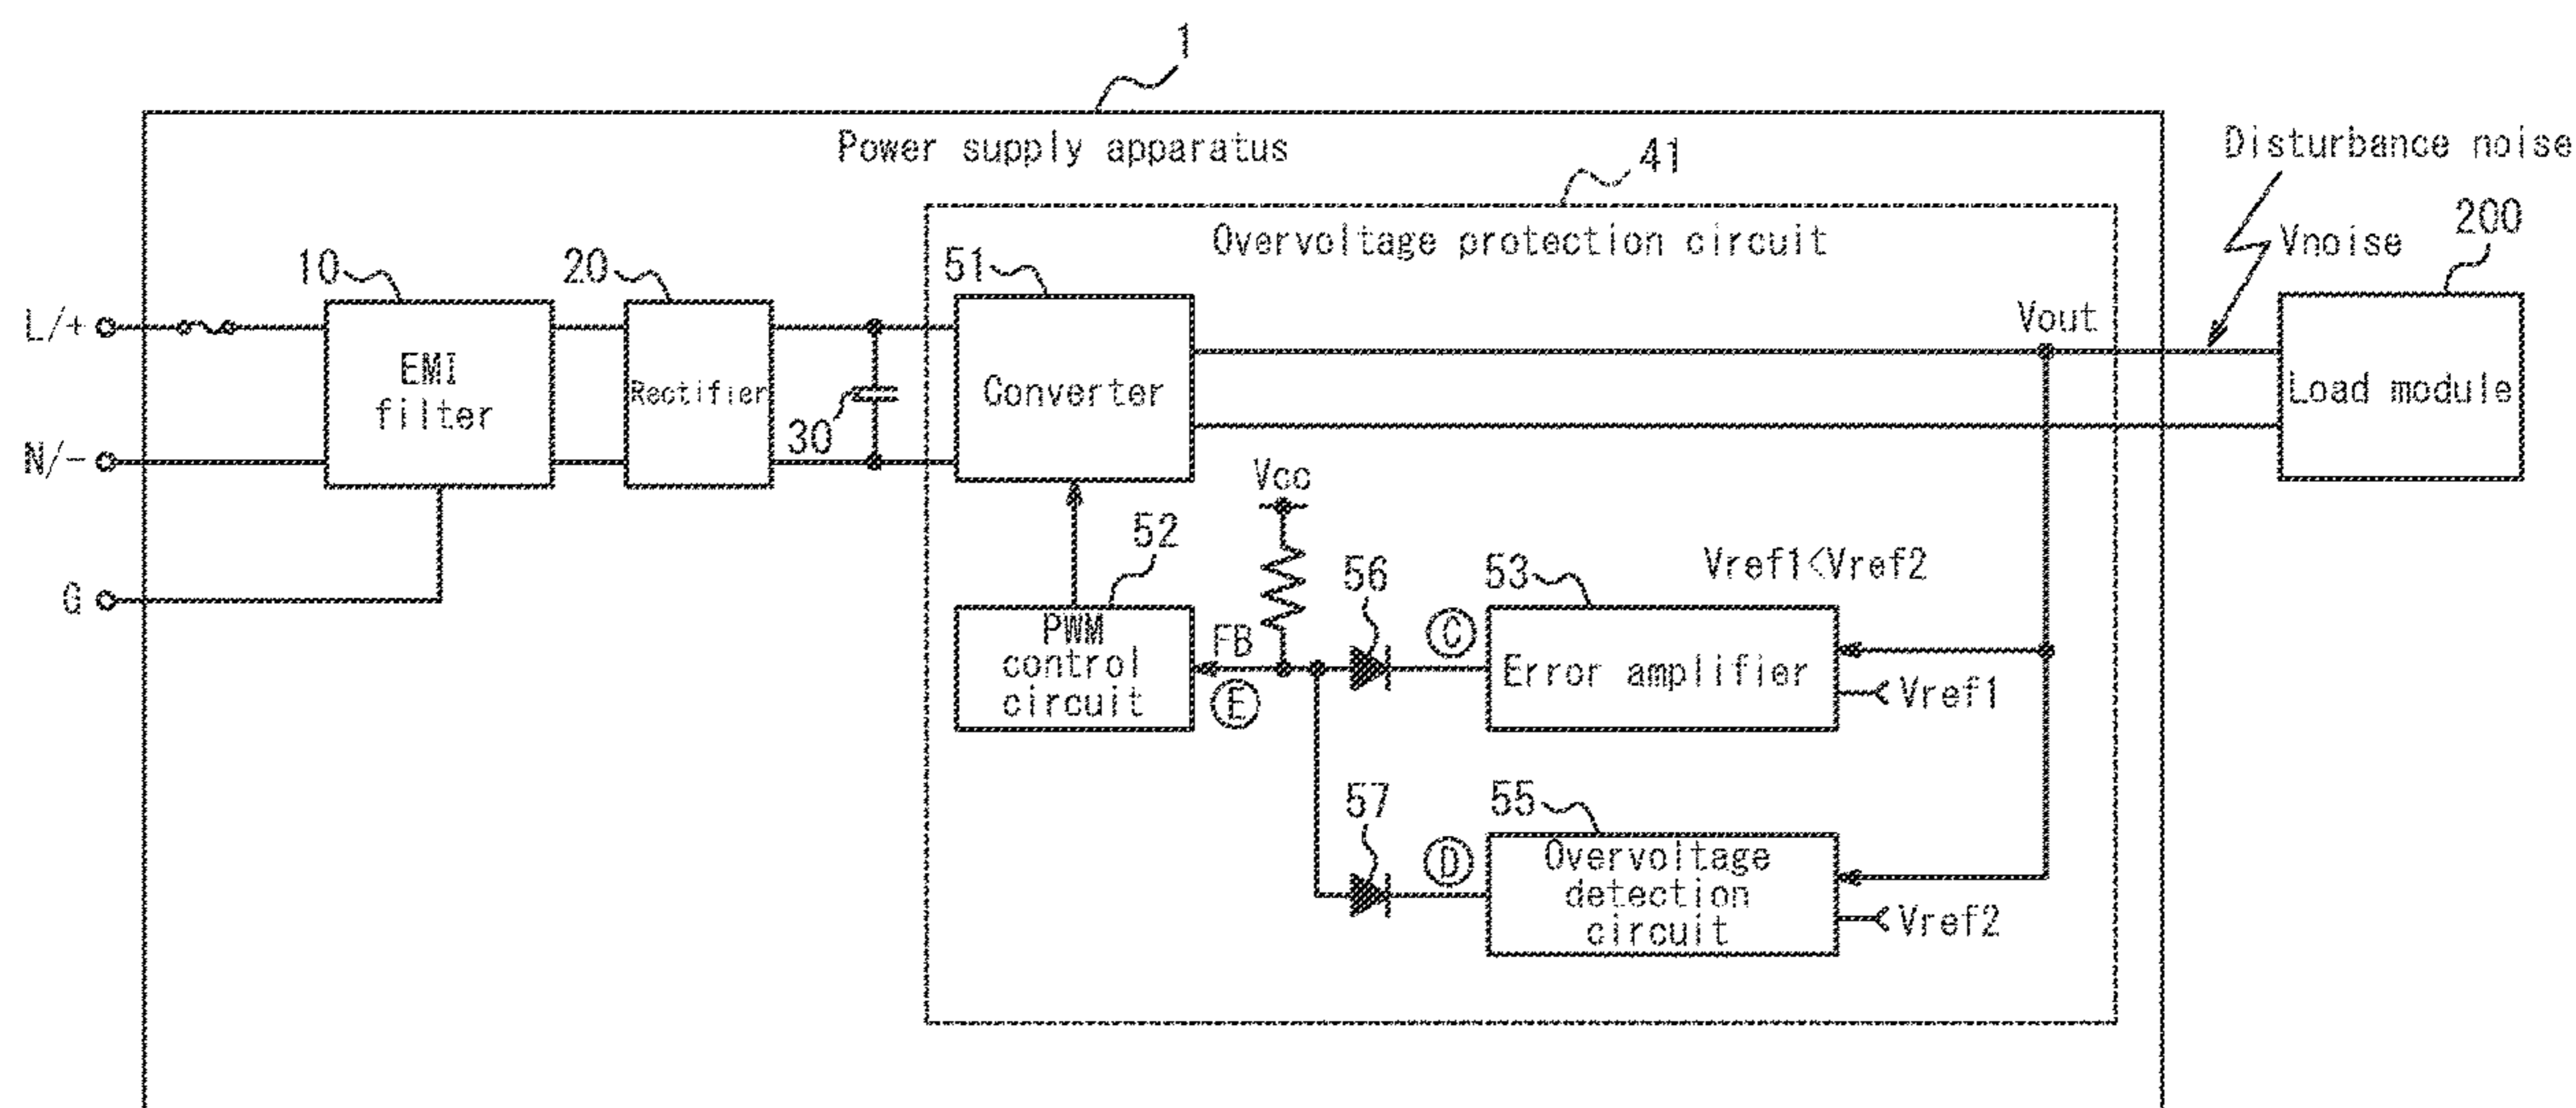 1
Power supply apparatus
41
Disturbance noise
Overvoltage protection circuit
Vnoise
200
10
20
51
L/+
Vout
EMI
filter
Rectifier
Converter
Load module
30
N/-
Vcc
52
56
53
Vref1<Vref2
G
PWM
control
circuit
FB
E
C
Error amplifier
Vref1
57
55
D
Overvoltage
detection
circuit
Vref2